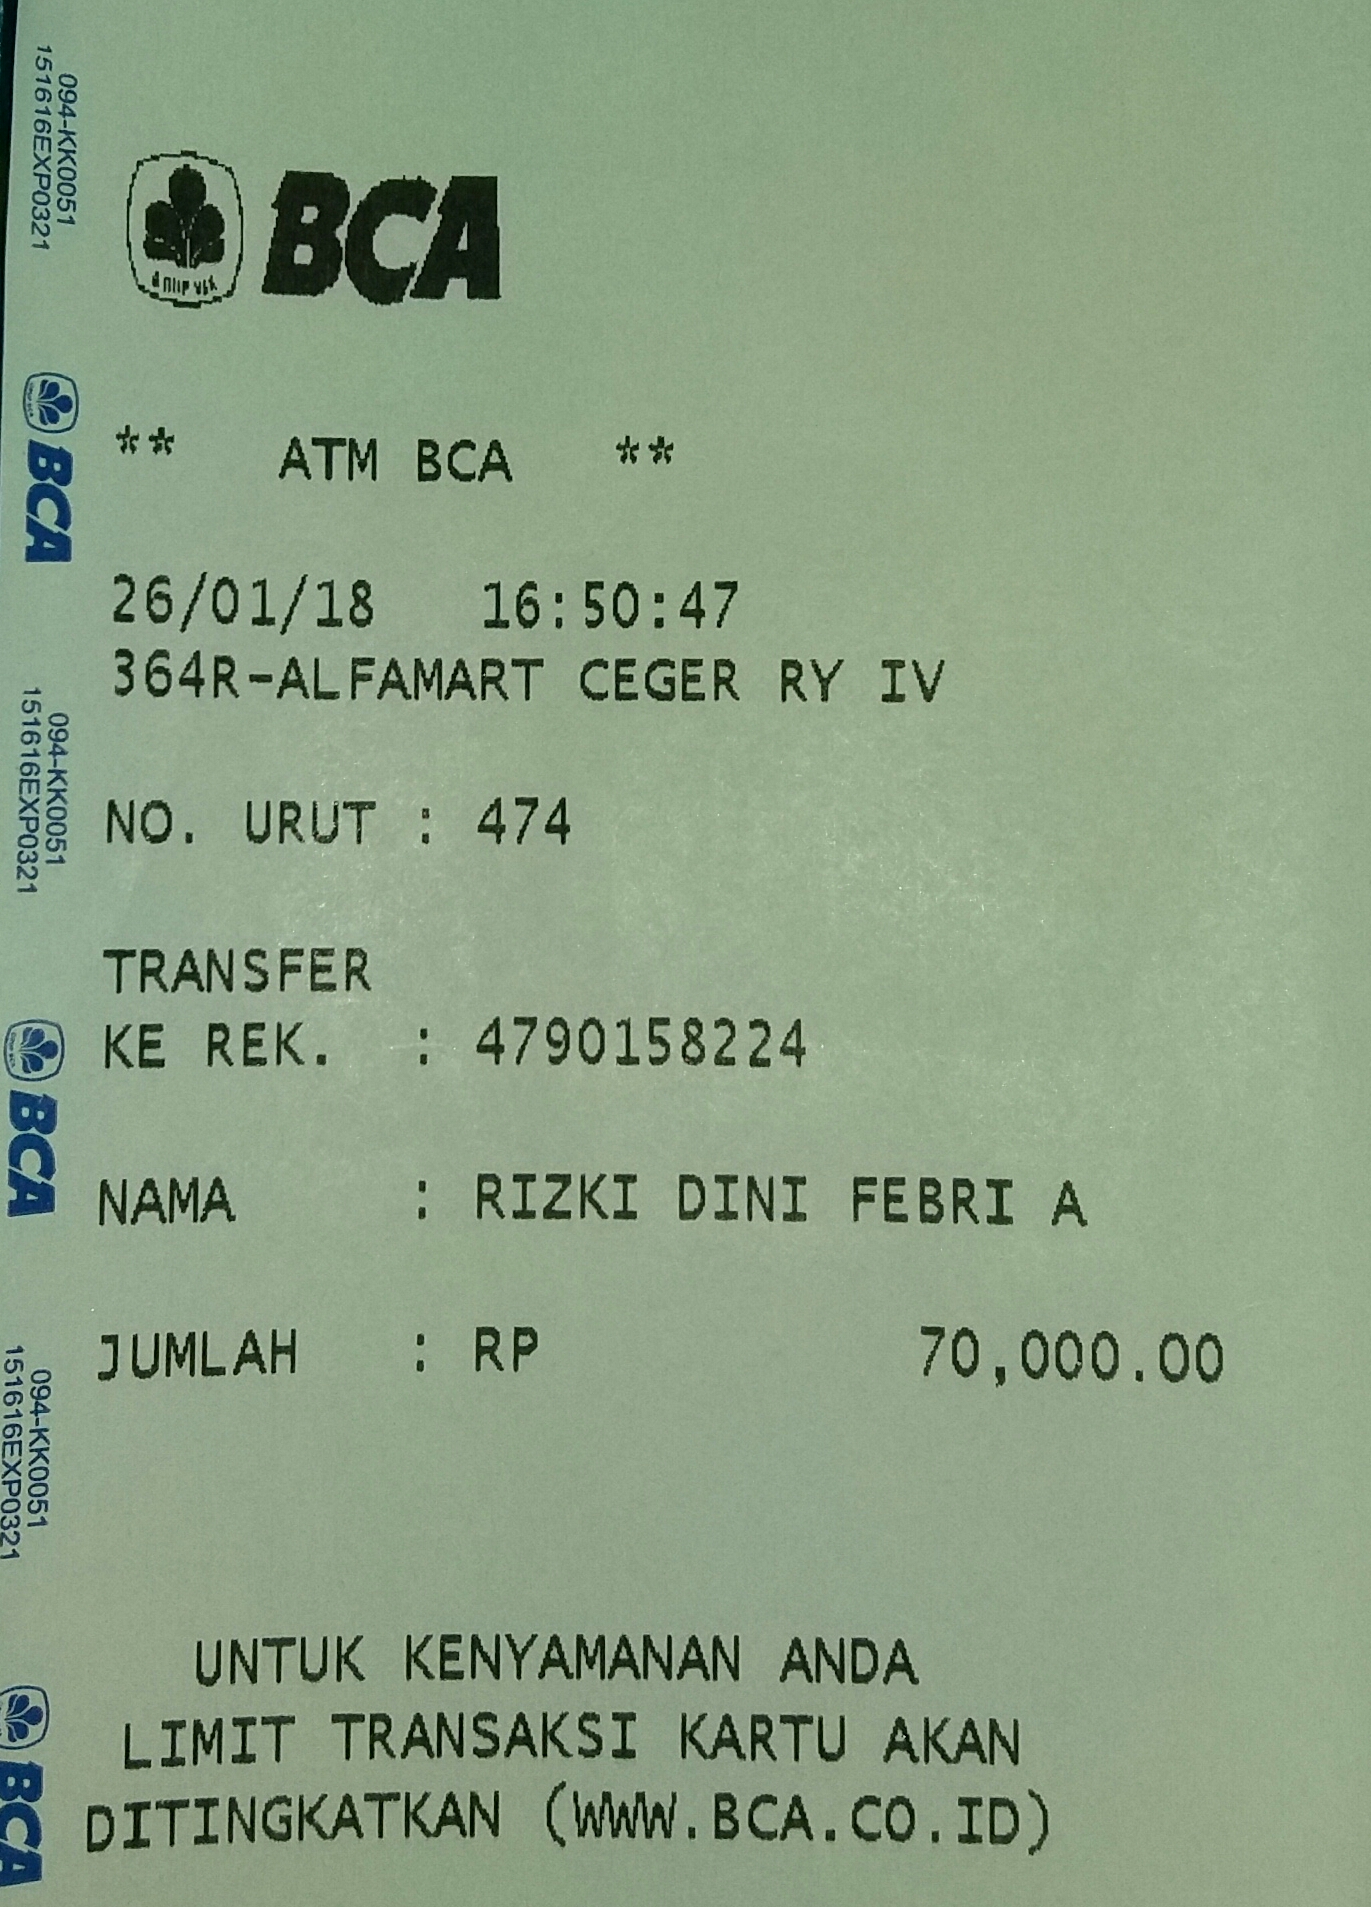 BCA
** ATM BCA **
26/01/18 16:50:47
364R-ALFAMART CEGER RY IV
NO. URUT : 474
TRANSFER
KE REK. : 4790158224
NAMA : RIZKI DINI FEBRI A
JUMLAH : RP 70,000.00
UNTUK KENYAMANAN ANDA
LIMIT TRANSAKSI KARTU AKAN
DITINGKATKAN (WWW.BCA.CO.ID)
094-KK0051
151616EXP0321
BCA
094-KK0051
151616EXP0321
BCA
094-KK0051
151616EXP0321
BCA